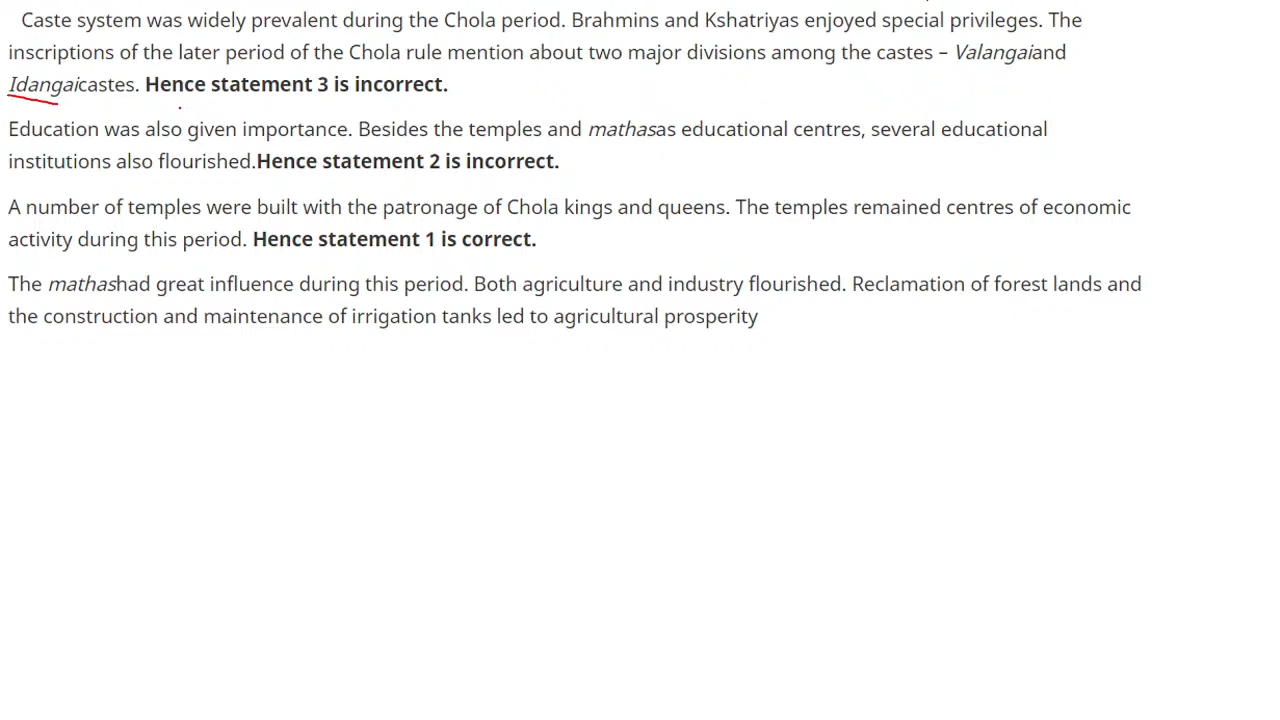 Caste system was widely prevalent during the Chola period. Brahmins and Kshatriyas enjoyed special privileges. The
inscriptions of the later period of the Chola rule mention about two major divisions among the castes – Valangaiand
Idangaicastes. Hence statement 3 is incorrect.
Education was also given importance. Besides the temples and mathasas educational centres, several educational
institutions also flourished.Hence statement 2 is incorrect.
A number of temples were built with the patronage of Chola kings and queens. The temples remained centres of economic
activity during this period. Hence statement 1 is correct.
The mathashad great influence during this period. Both agriculture and industry flourished. Reclamation of forest lands and
the construction and maintenance of irrigation tanks led to agricultural prosperity